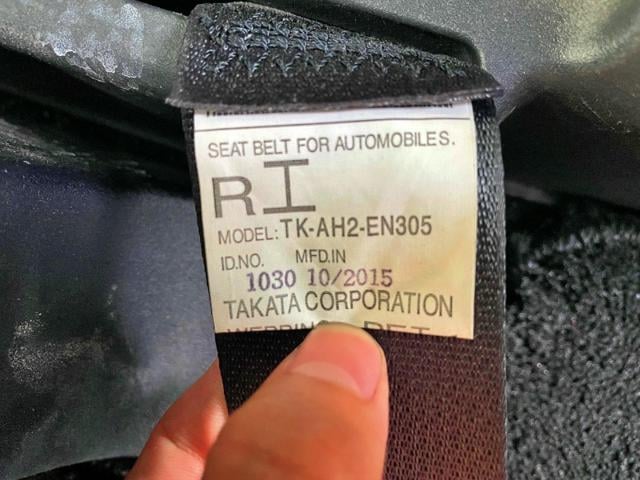 SEAT BELT FOR AUTOMOBILES.
RI
MODEL: TK-AH2-EN305
ID.NO. MFD.IN
1030 10/2015
TAKATA CORPORATION